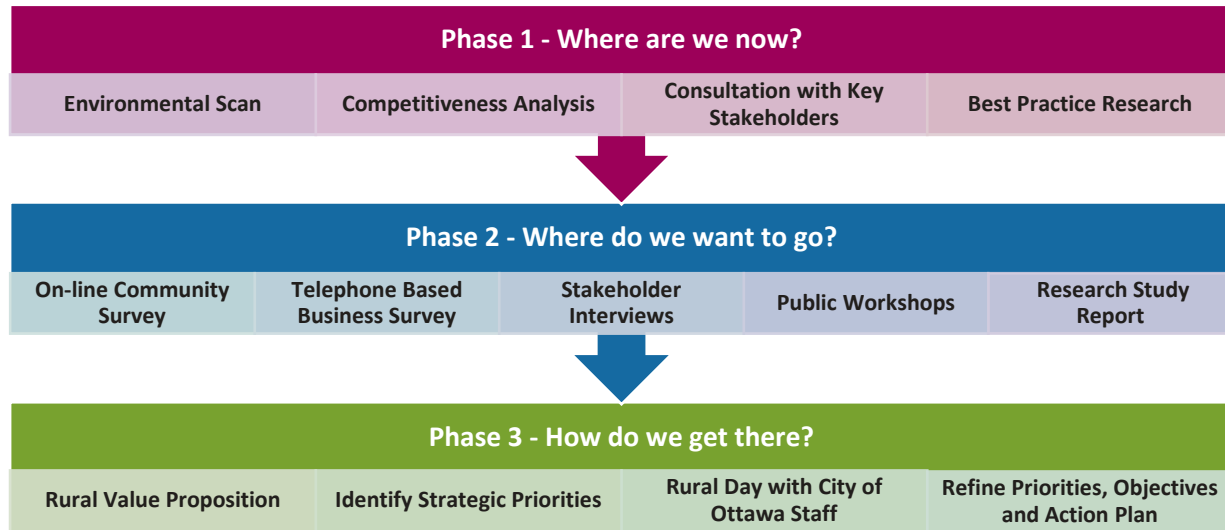 Phase 1 - Where are we now?
Environmental Scan
Competitiveness Analysis
Consultation with Key
Stakeholders
Best Practice Research
Phase 2 - Where do we want to go?
On-line Community
Survey
Telephone Based
Business Survey
Stakeholder
Interviews
Public Workshops
Research Study
Report
Phase 3 - How do we get there?
Rural Value Proposition
Identify Strategic Priorities
Rural Day with City of
Ottawa Staff
Refine Priorities, Objectives
and Action Plan